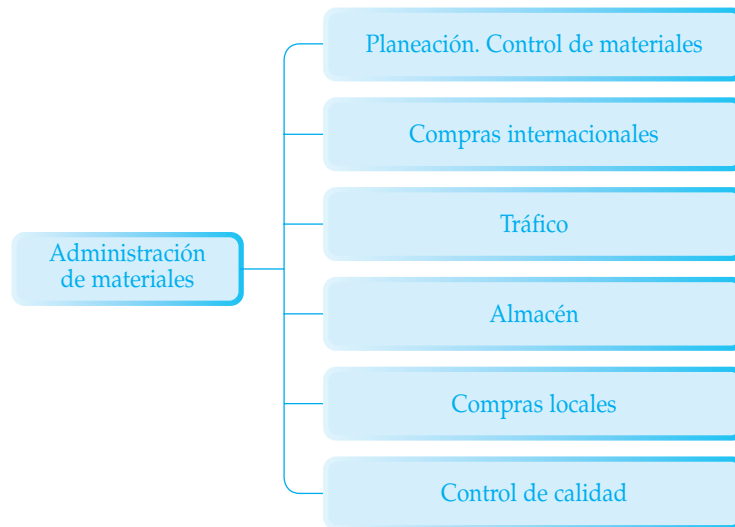 Planeación. Control de materiales
Compras internacionales
Tráfico
Administración
de materiales
Almacén
Compras locales
Control de calidad